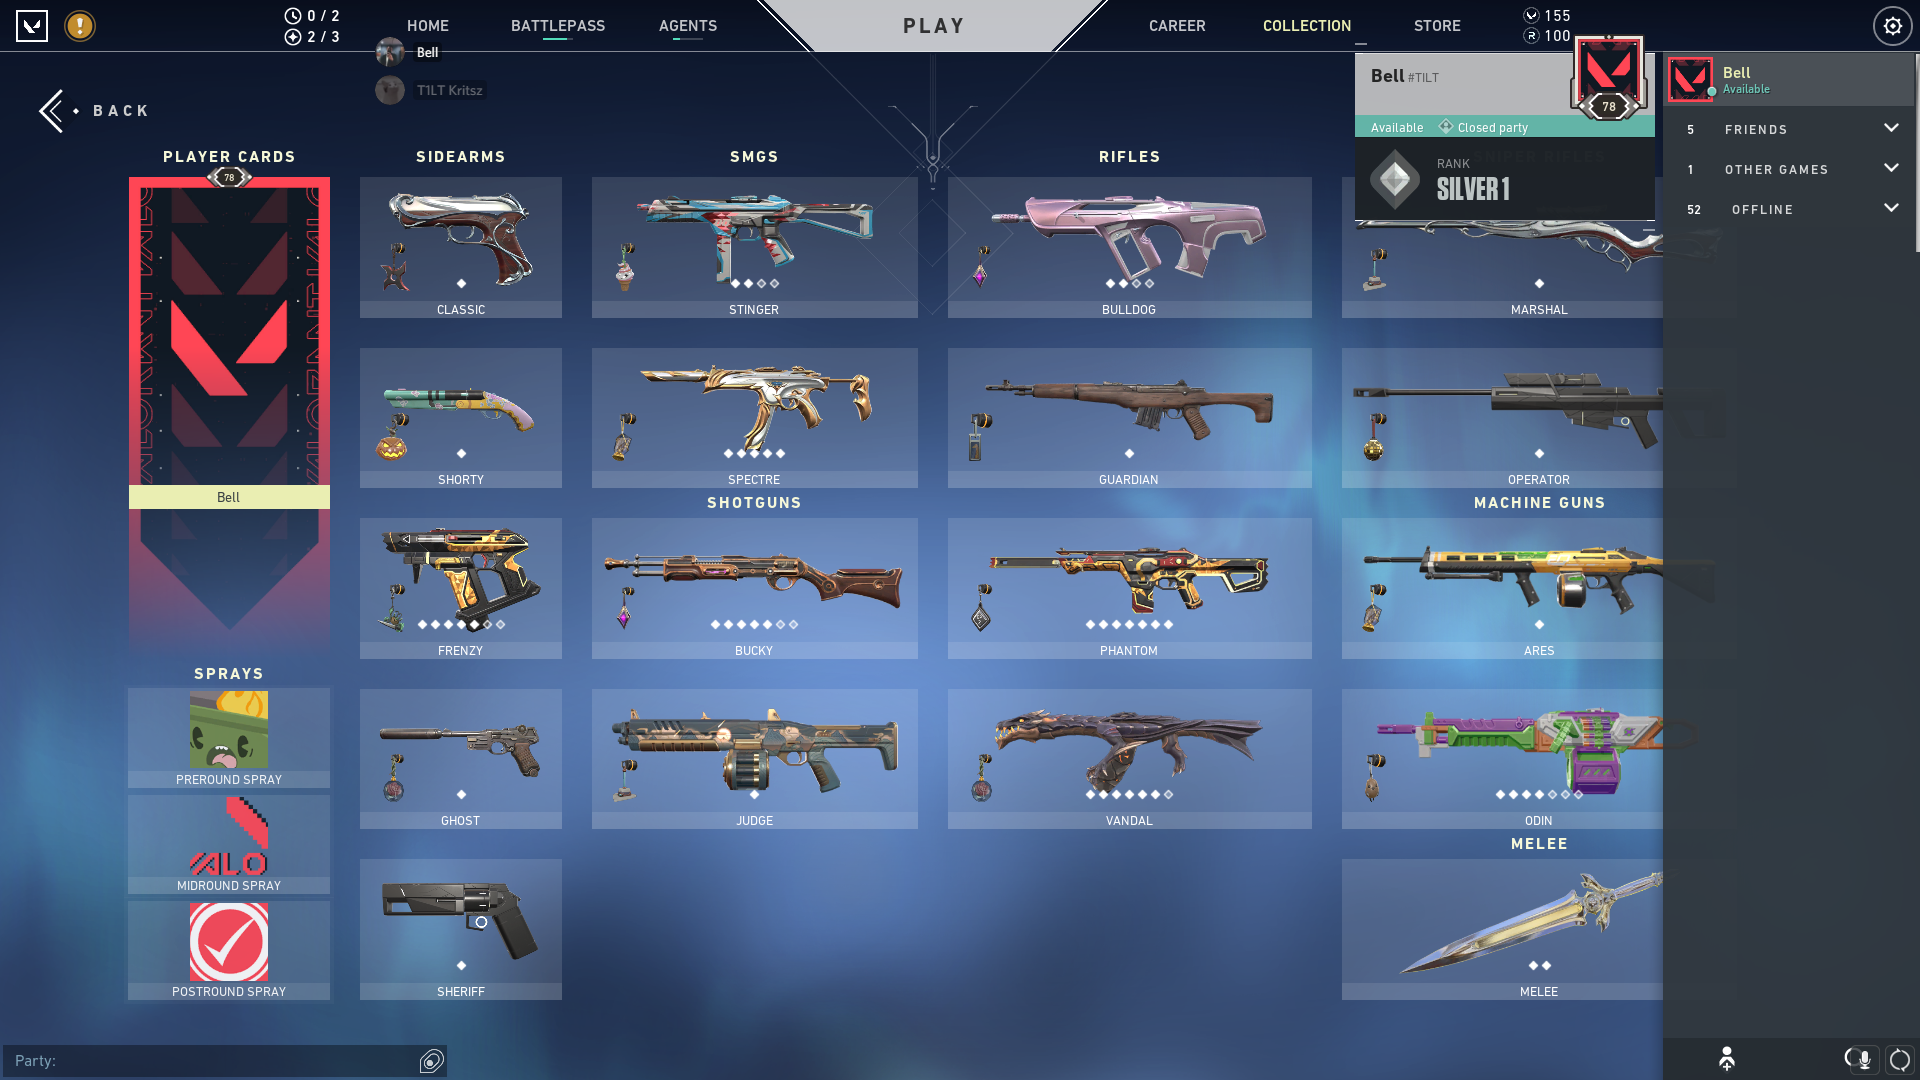 0 / 2
2 / 3
HOME
BATTLEPASS
AGENTS
PLAY
CAREER
COLLECTION
STORE
155
R 100
Bell
T1LT Kritsz
BACK
Bell #TILT
78
Available
Closed party
RANK
SILVER 1
Bell
Available
5 FRIENDS
1 OTHER GAMES
52 OFFLINE
PLAYER CARDS
78
Bell
SPRAYS
PREROUND SPRAY
VALO
MIDROUND SPRAY
POSTROUND SPRAY
SIDEARMS
CLASSIC
SHORTY
FRENZY
GHOST
SHERIFF
SMGS
STINGER
SPECTRE
SHOTGUNS
BUCKY
JUDGE
RIFLES
BULLDOG
GUARDIAN
PHANTOM
VANDAL
SNIPER RIFLES
MARSHAL
OPERATOR
MACHINE GUNS
ARES
ODIN
MELEE
MELEE
Party: